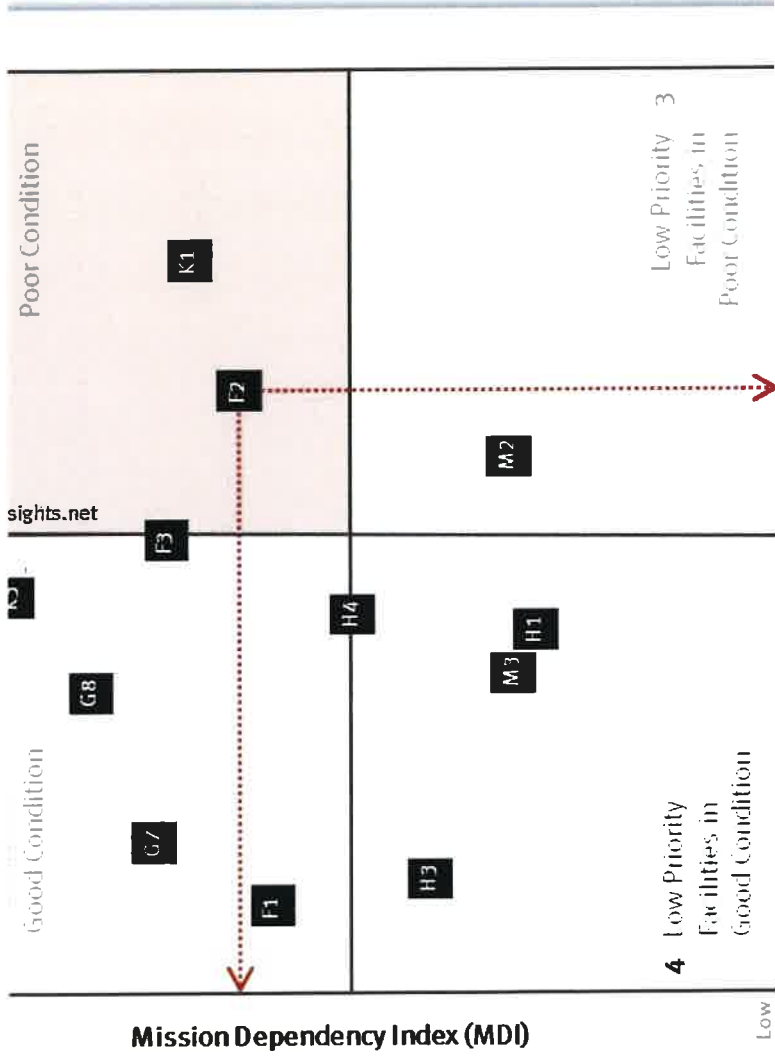 Poor Condition
K1
F2
sights.net
F3
G8
H4
M2
M3
H1
Good Condition
G7
F1
H3
Low Priority 3
Facilities in
Poor Condition
4 Low Priority
Facilities in
Good Condition
Mission Dependency Index (MDI)
Low